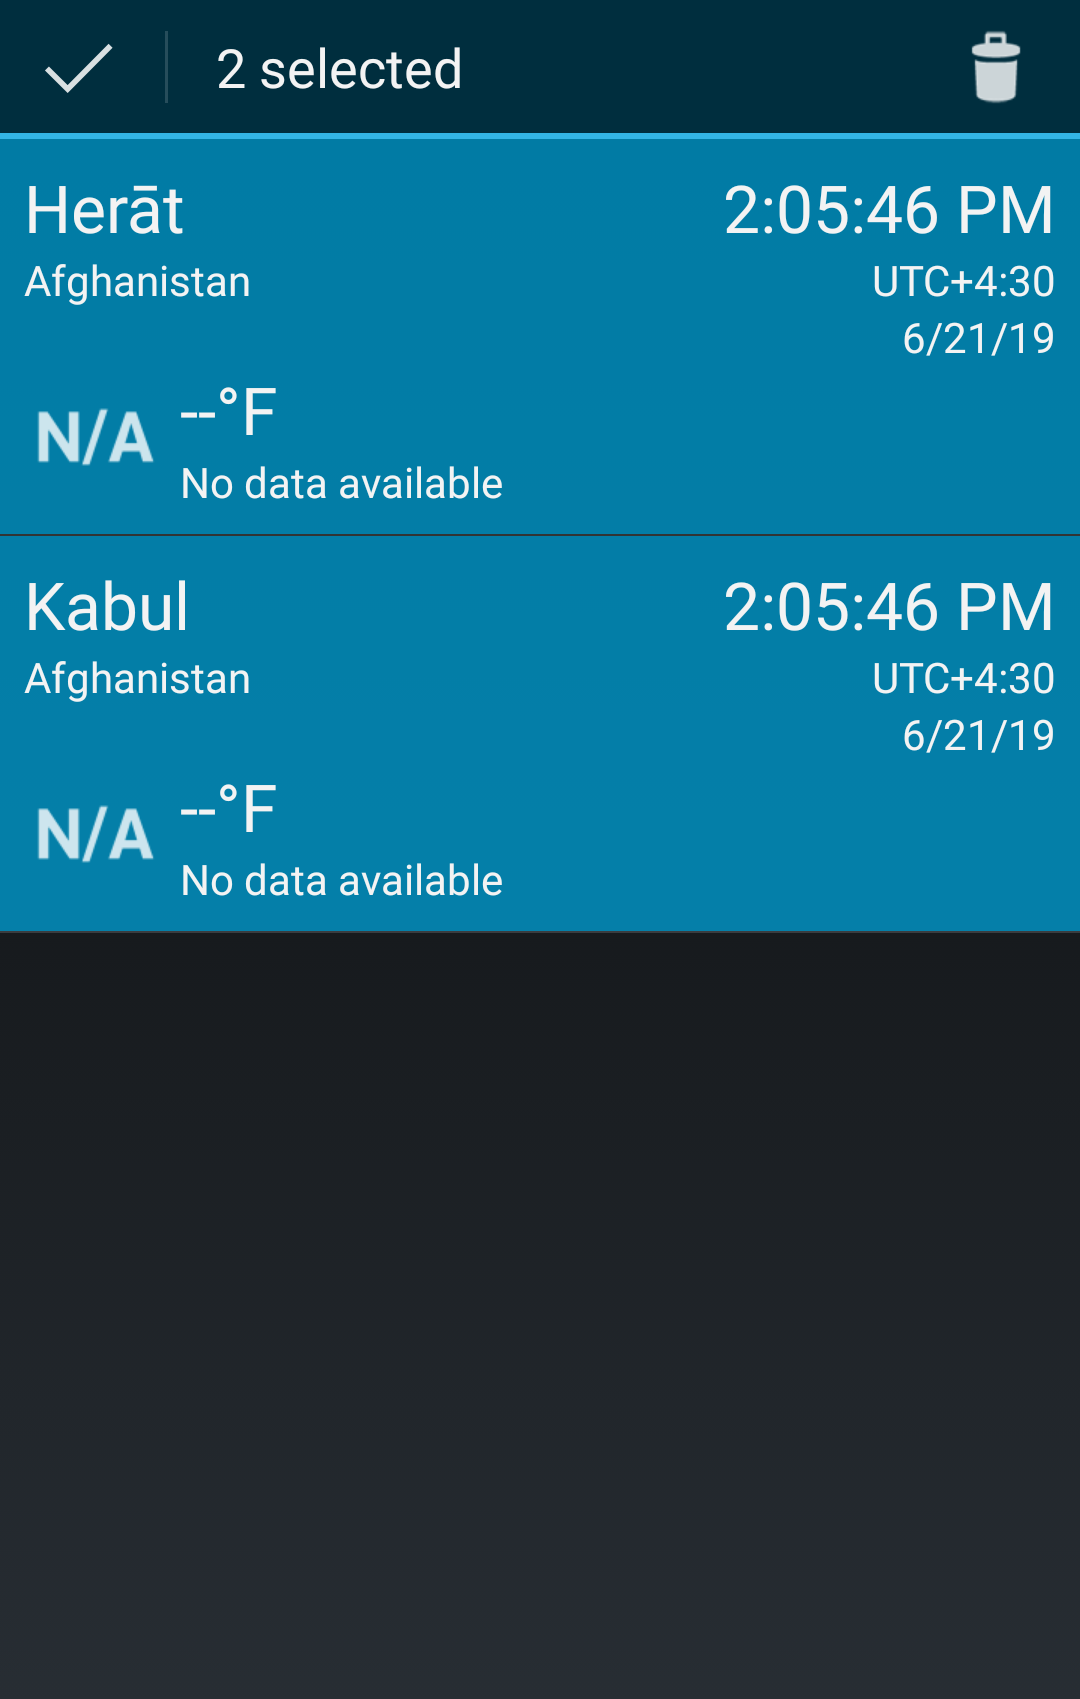 2 selected
Herāt
2:05:46 PM
Afghanistan
UTC+4:30
6/21/19
N/A
--°F
No data available
Kabul
2:05:46 PM
Afghanistan
UTC+4:30
6/21/19
N/A
--°F
No data available